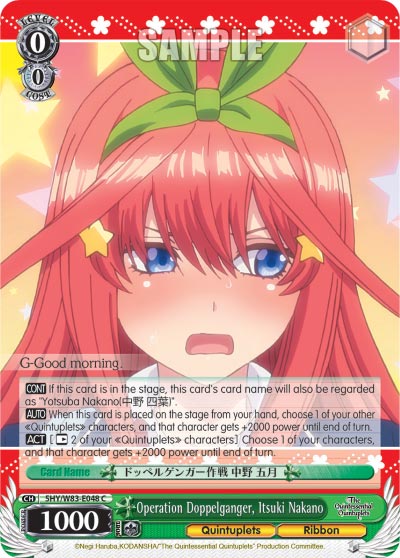 SAMPLE
LEVEL
0
0
COST
G-Good morning.
CONT If this card is in the stage, this card's card name will also be regarded
as "Yotsuba Nakano(中野 四葉)".
AUTO When this card is placed on the stage from your hand, choose 1 of your other
«Quintuplets» characters, and that character gets +2000 power until end of turn.
ACT [ 2 of your «Quintuplets» characters] Choose 1 of your characters,
and that character gets +2000 power until end of turn.
Card Name ドッペルゲンガー作戦 中野 五月
CH 5HY/W83-E048 C
Operation Doppelganger, Itsuki Nakano
The Quintessential Quintuplets
POWER 1000
Quintuplets Ribbon
©Negi Haruba,KODANSHA/"The Quintessential Quintuplets" Production Committee.